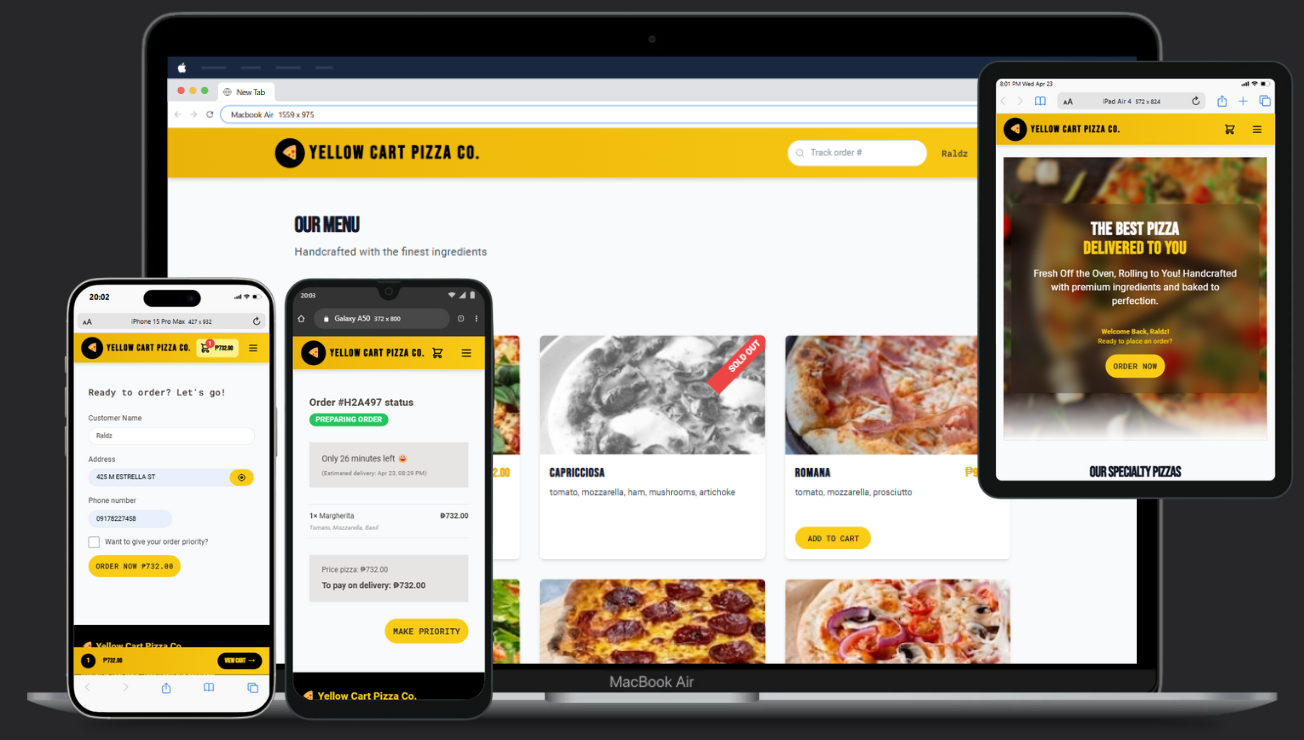 New Tab
Macbook Air 1559 x 975
YELLOW CART PIZZA CO.
Track order #
Raldz
OUR MENU
Handcrafted with the finest ingredients
2.00
SOLD OUT
CAPRICCIOSA
tomato, mozzarella, ham, mushrooms, artichoke
ROMANA
₱9
tomato, mozzarella, prosciutto
ADD TO CART
MacBook Air
8:01 PM Wed Apr 23
AA iPad Air 4 572 x 824
YELLOW CART PIZZA CO.
THE BEST PIZZA
DELIVERED TO YOU
Fresh Off the Oven, Rolling to You! Handcrafted
with premium ingredients and baked to
perfection.
Welcome Back, Raldz!
Ready to place an order?
ORDER NOW
OUR SPECIALTY PIZZAS
20:02
AA iPhone 15 Pro Max 427 x 932
YELLOW CART PIZZA CO. 1 ₱732.00
Ready to order? Let's go!
Customer Name
Raldz
Address
425 M ESTRELLA ST
Phone number
09178227458
Want to give your order priority?
ORDER NOW ₱732.00
Yellow Cart Pizza Co.
1 ₱732.00 VIEW CART →
20:03
Galaxy A50 372 x 800
YELLOW CART PIZZA CO.
Order #H2A497 status
PREPARING ORDER
Only 26 minutes left 😀
(Estimated delivery: Apr 23, 08:29 PM)
1× Margherita ₱732.00
Tomato, Mozzarella, Basil
Price pizza: ₱732.00
To pay on delivery: ₱732.00
MAKE PRIORITY
Yellow Cart Pizza Co.